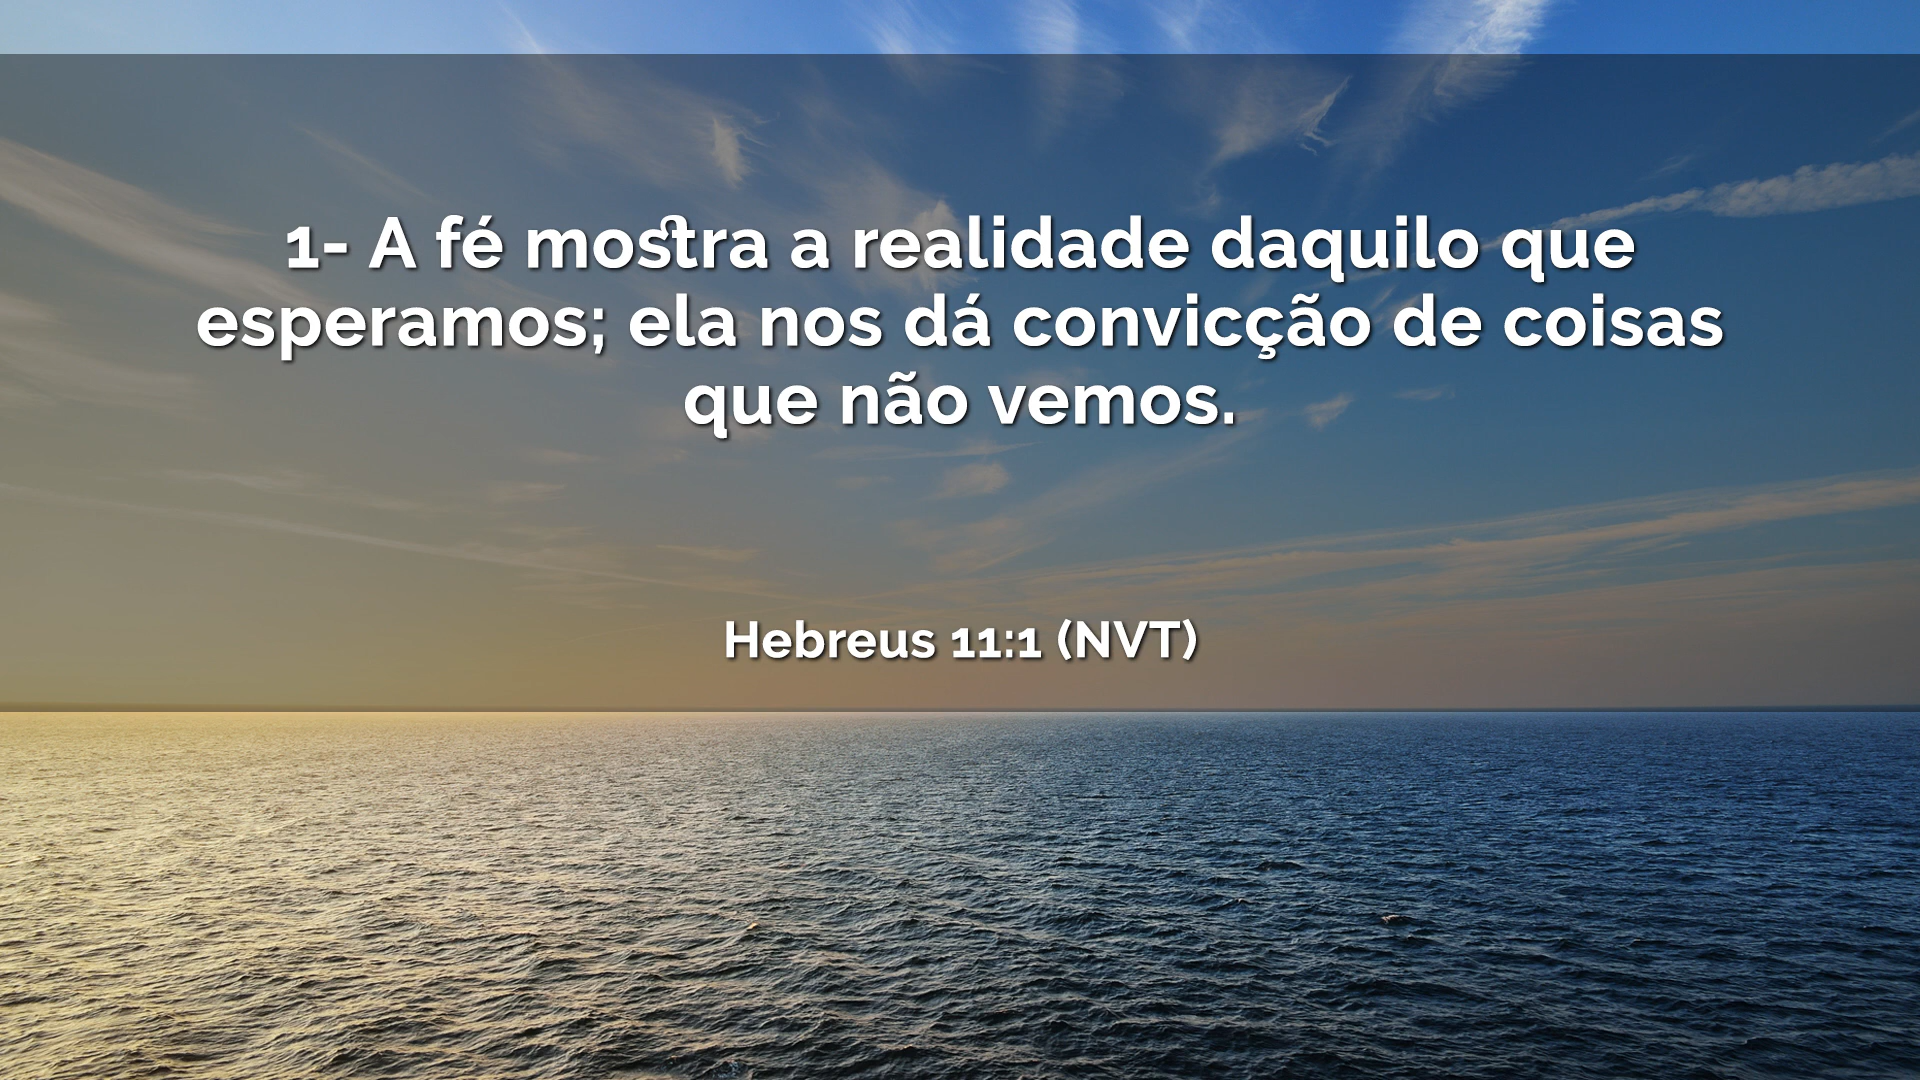 1- A fé mostra a realidade daquilo que
esperamos; ela nos dá convicção de coisas
que não vemos.
Hebreus 11:1 (NVT)